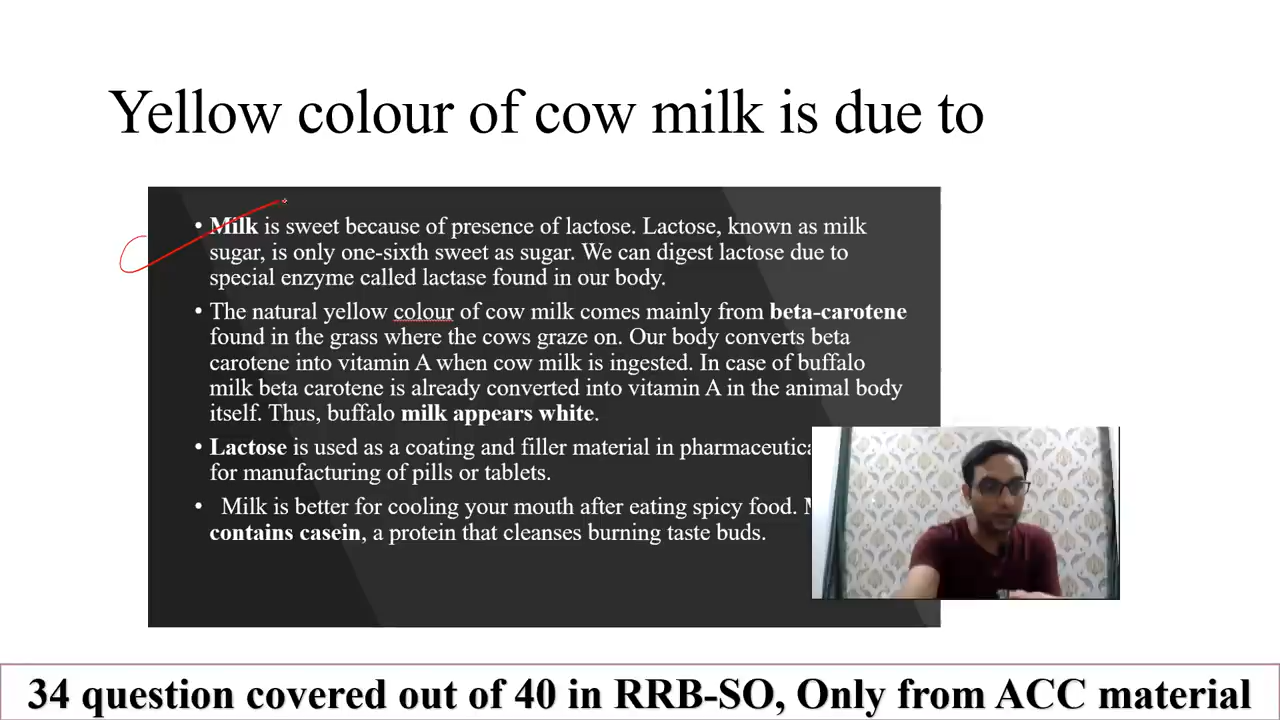 Yellow colour of cow milk is due to
• Milk is sweet because of presence of lactose. Lactose, known as milk
sugar, is only one-sixth sweet as sugar. We can digest lactose due to
special enzyme called lactase found in our body.
• The natural yellow colour of cow milk comes mainly from beta-carotene
found in the grass where the cows graze on. Our body converts beta
carotene into vitamin A when cow milk is ingested. In case of buffalo
milk beta carotene is already converted into vitamin A in the animal body
itself. Thus, buffalo milk appears white.
• Lactose is used as a coating and filler material in
for manufacturing of pills or tablets.
• Milk is better for cooling your mouth after eating spicy food.
contains casein, a protein that cleanses burning taste buds.
34 question covered out of 40 in RRB-SO, Only from ACC material